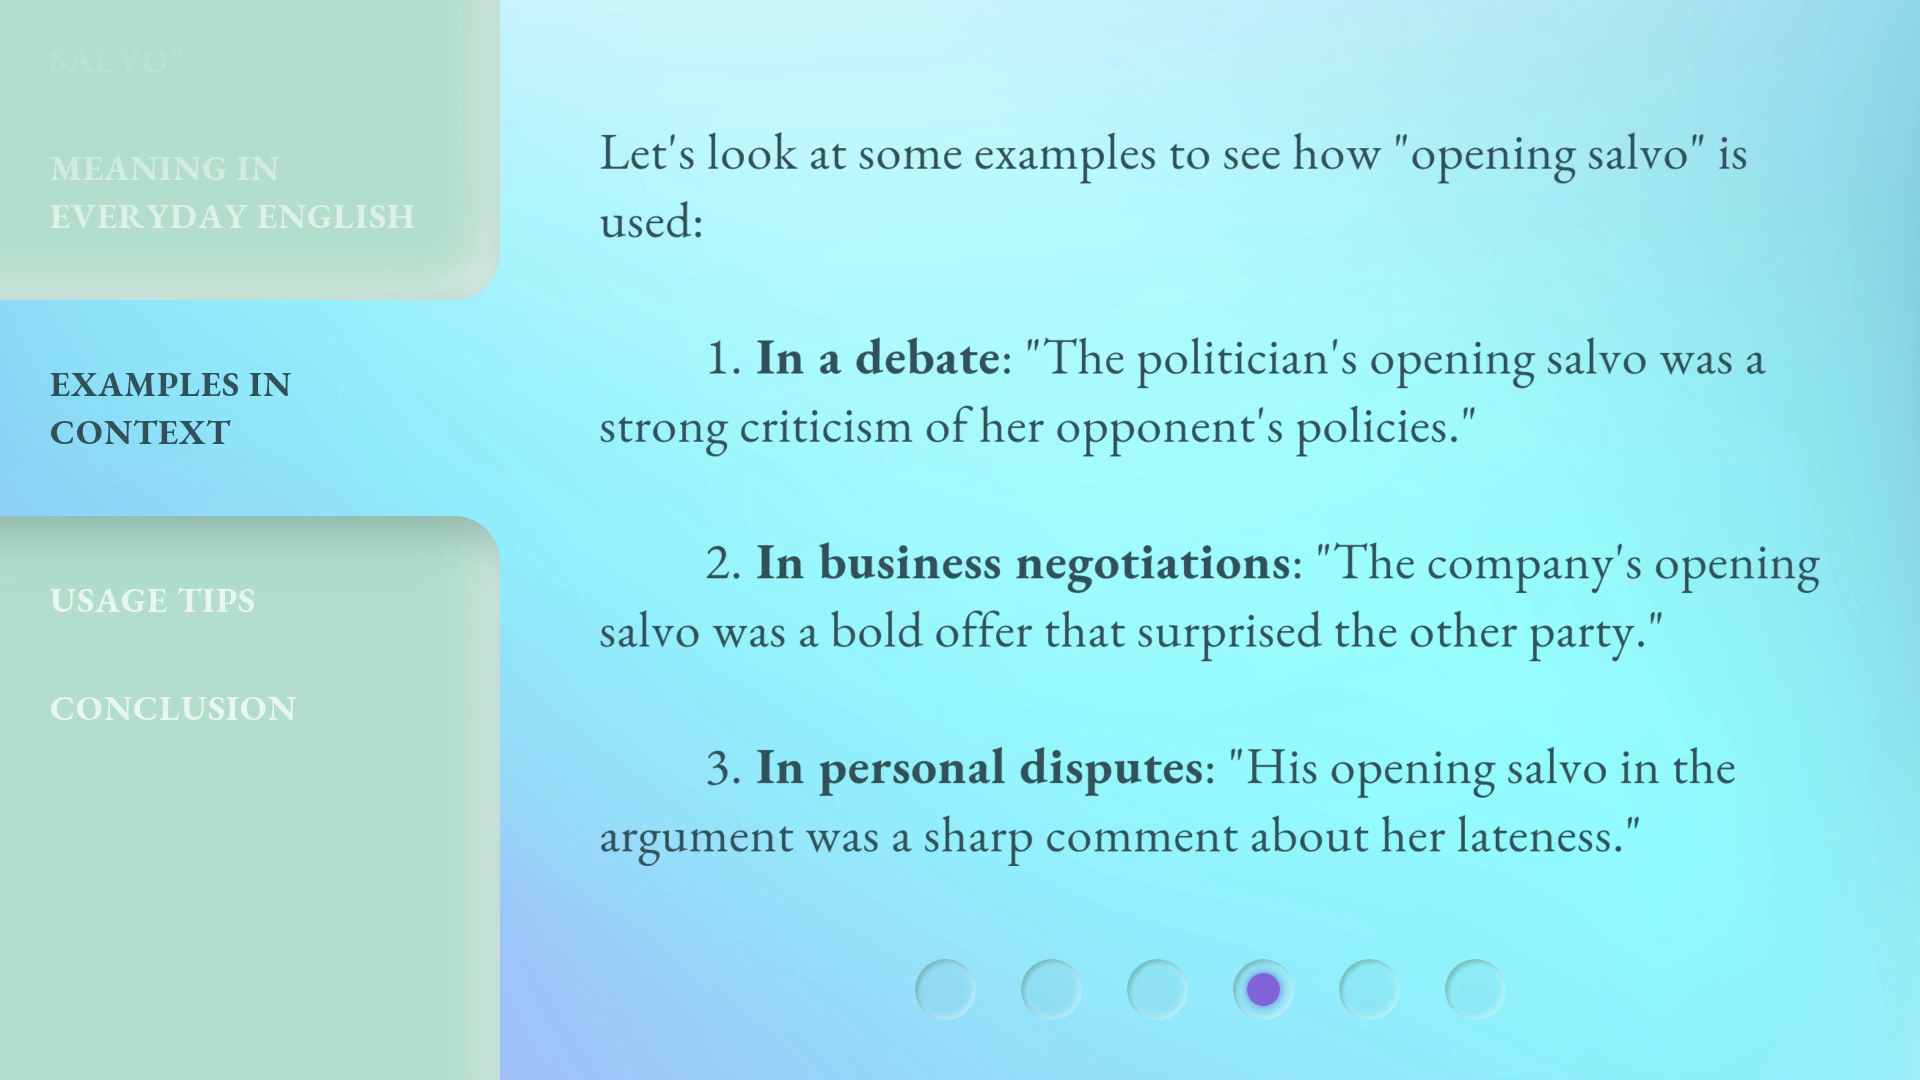 SALVO"
MEANING IN
EVERYDAY ENGLISH
EXAMPLES IN
CONTEXT
USAGE TIPS
CONCLUSION
Let's look at some examples to see how "opening salvo" is
used:
1. In a debate: "The politician's opening salvo was a
strong criticism of her opponent's policies."
2. In business negotiations: "The company's opening
salvo was a bold offer that surprised the other party."
3. In personal disputes: "His opening salvo in the
argument was a sharp comment about her lateness."